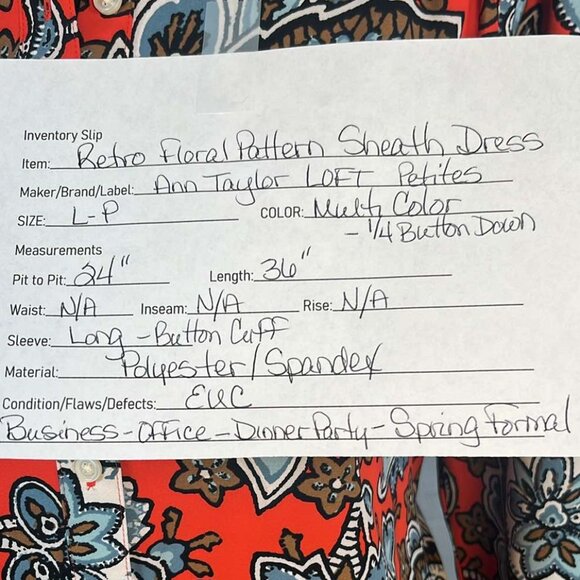 Inventory Slip
Item: Retro Floral Pattern Sheath Dress
Maker/Brand/Label: Ann Taylor LOFT Petites
SIZE: L-P COLOR: Multi Color
- 1/4 Button Down
Measurements
Pit to Pit: 24" Length: 36"
Waist: N/A Inseam: N/A Rise: N/A
Sleeve: Long - Button Cuff
Material: Polyester/Spandex
Condition/Flaws/Defects: EUC
Business - Office - Dinner Party - Spring Formal